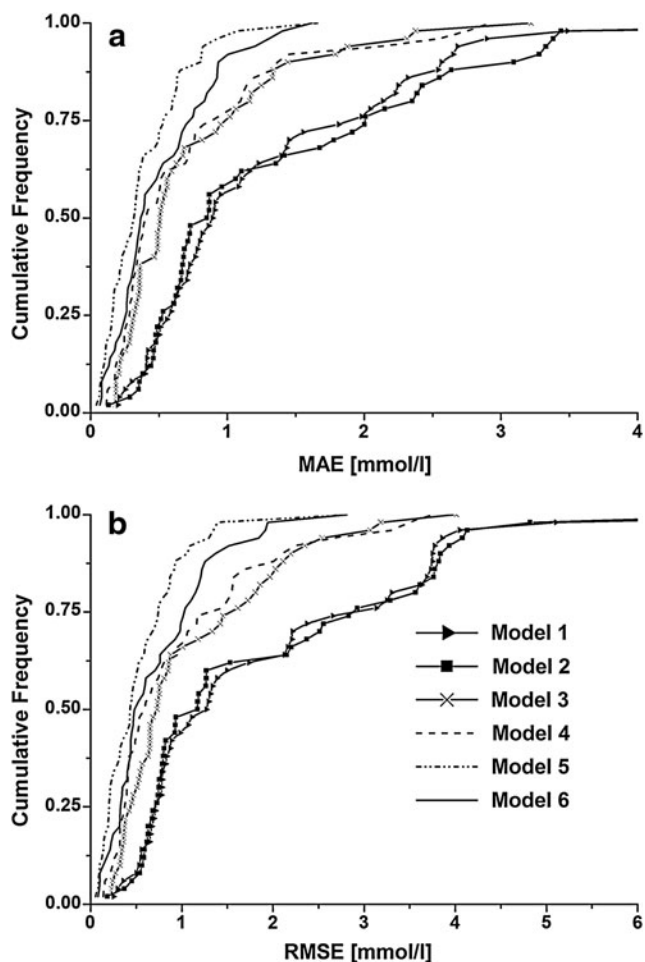 a
1.00
0.75
0.50
0.25
0.00
Cumulative Frequency
0 1 2 3 4
MAE [mmol/l]
b
1.00
0.75
0.50
0.25
0.00
Cumulative Frequency
Model 1
Model 2
Model 3
Model 4
Model 5
Model 6
0 1 2 3 4 5 6
RMSE [mmol/l]